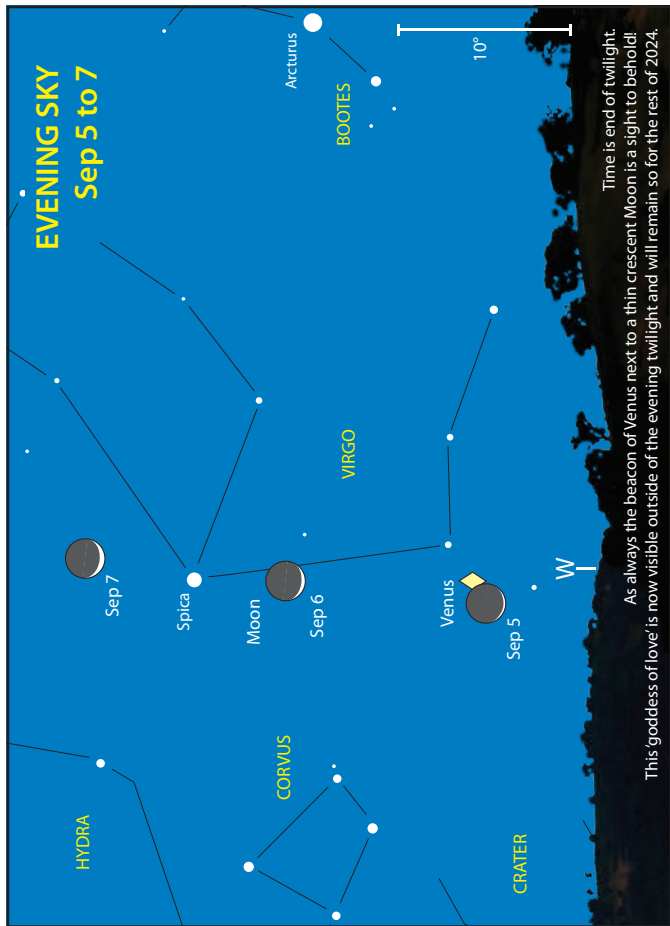 EVENING SKY
Sep 5 to 7
HYDRA
Sep 7
Spica
Arcturus
CORVUS
Moon
Sep 6
VIRGO
BOOTES
10°
CRATER
Venus
Sep 5
W
Time is end of twilight.
As always the beacon of Venus next to a thin crescent Moon is a sight to behold!
This ‘goddess of love’ is now visible outside of the evening twilight and will remain so for the rest of 2024.